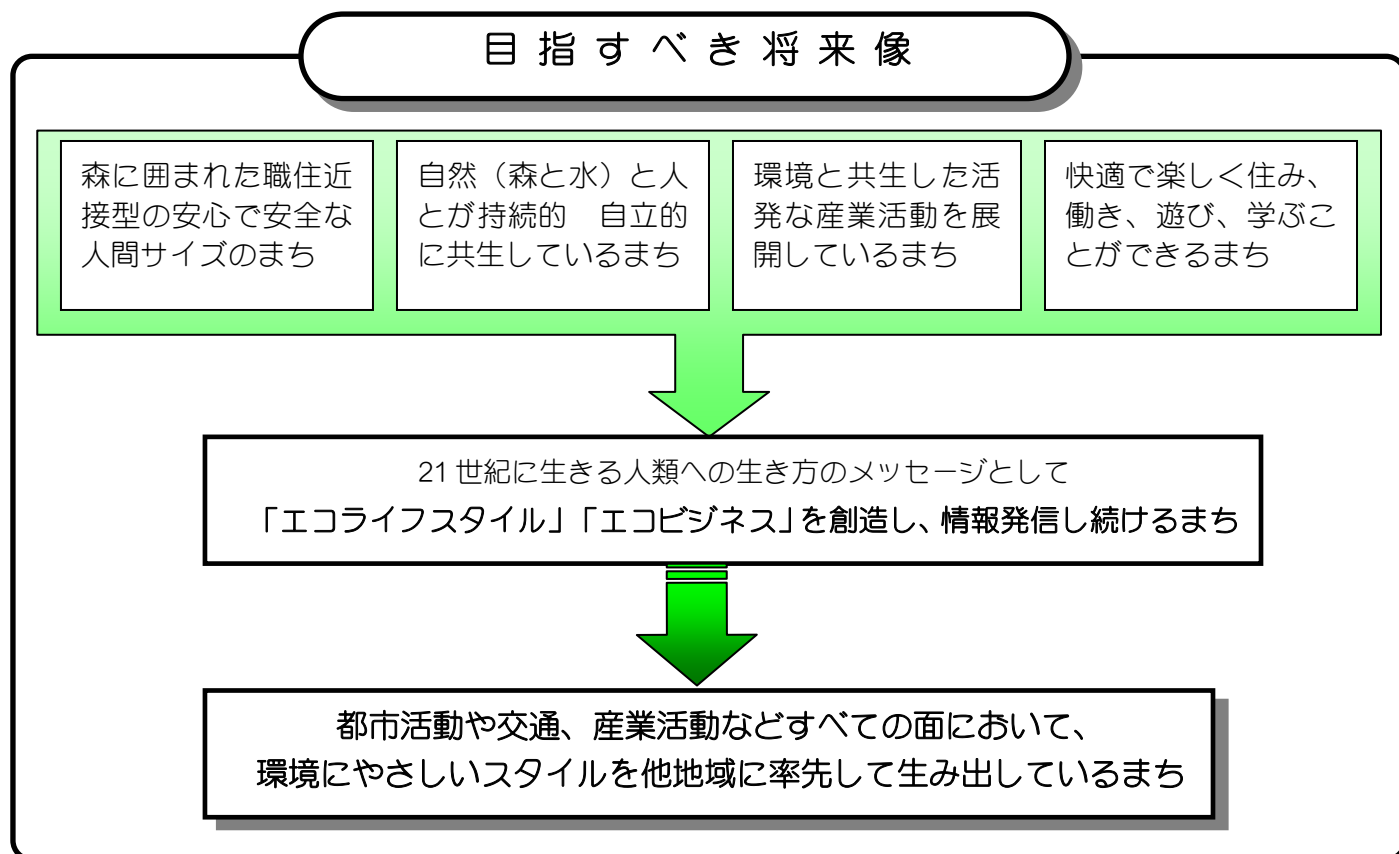 目指すべき将来像
森に囲まれた職住近
接型の安心で安全な
人間サイズのまち
自然（森と水）と人
とが持続的　自立的
に共生しているまち
環境と共生した活
発な産業活動を展
開しているまち
快適で楽しく住み、
働き、遊び、学ぶこ
とができるまち
21世紀に生きる人類への生き方のメッセージとして
「エコライフスタイル」「エコビジネス」を創造し、情報発信し続けるまち
都市活動や交通、産業活動などすべての面において、
環境にやさしいスタイルを他地域に率先して生み出しているまち